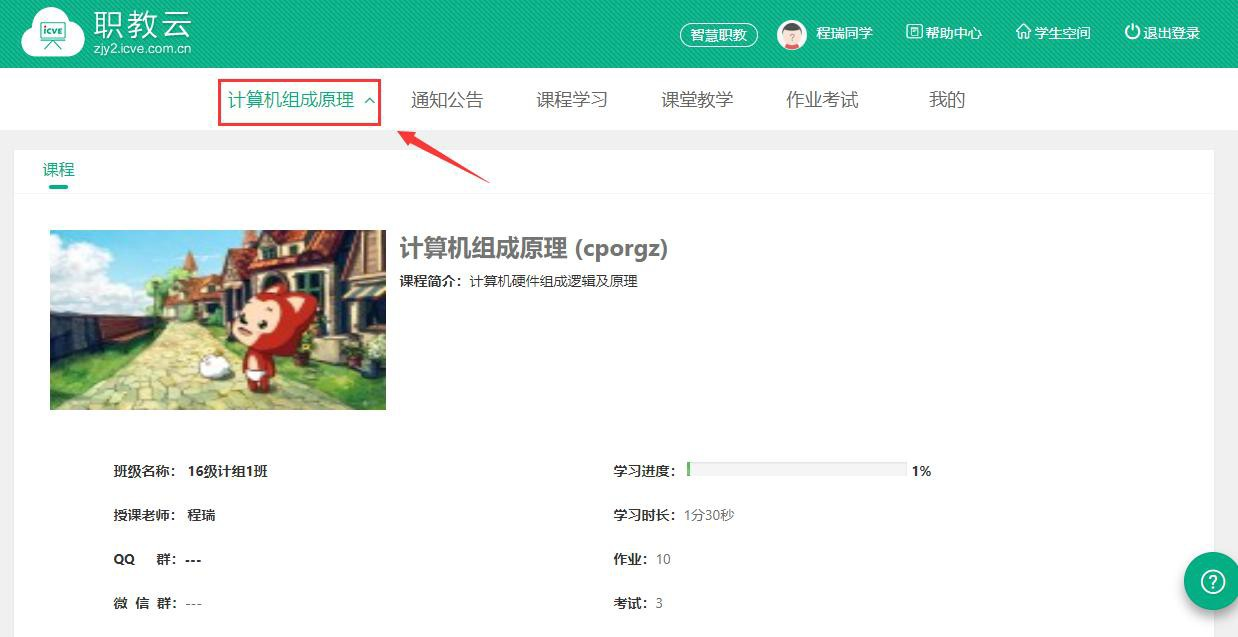 icve
职教云
zjy2.icve.com.cn
智慧职教
程瑞同学
帮助中心
学生空间
退出登录
计算机组成原理
通知公告
课程学习
课堂教学
作业考试
我的
课程
计算机组成原理 (cporgz)
课程简介：计算机硬件组成逻辑及原理
班级名称： 16级计组1班
学习进度： 1%
授课老师： 程瑞
学习时长：1分30秒
QQ 群：---
作业：10
微 信 群：---
考试：3
?